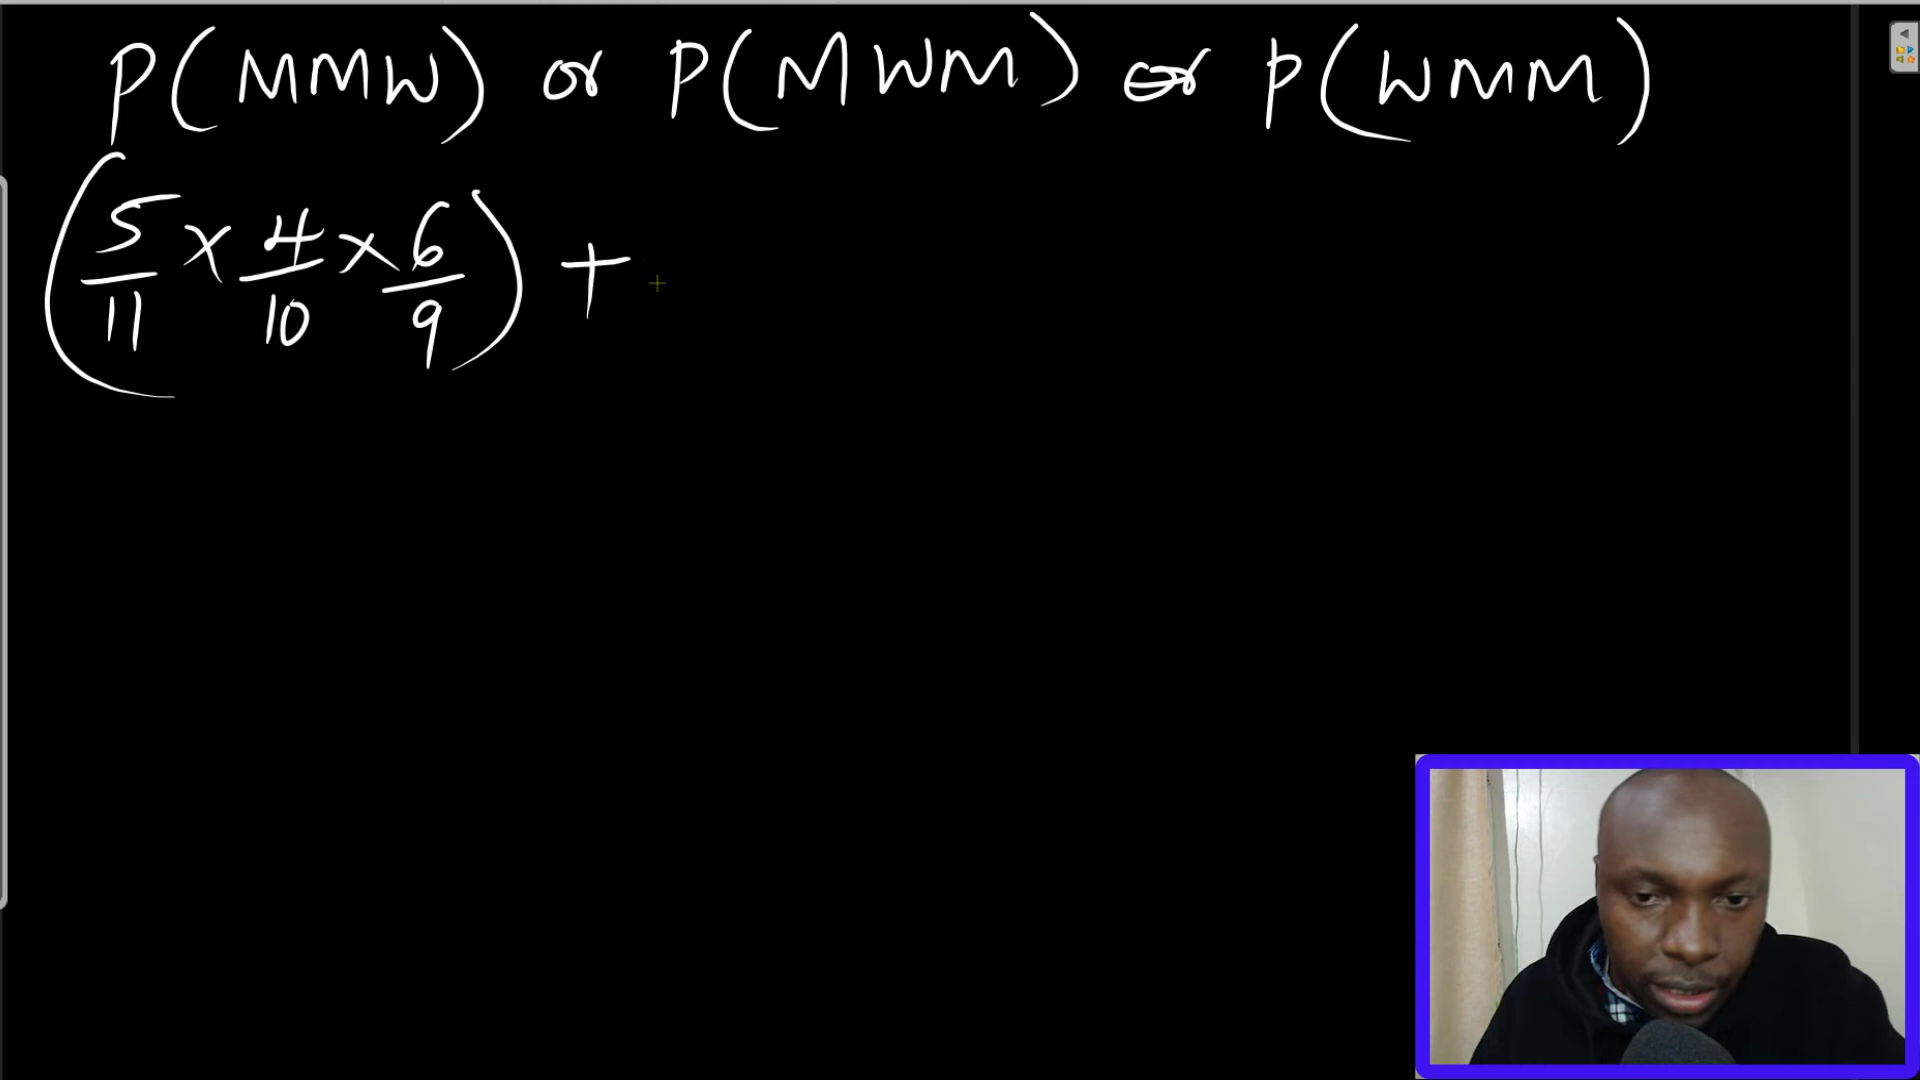 P(MMW) or P(MWM) or P(WMM)
(5/11 × 4/10 × 6/9) +